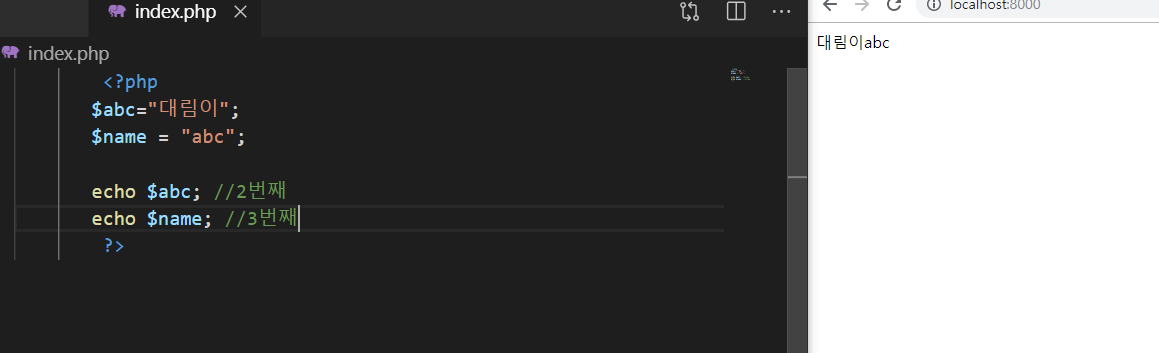 index.php
localhost:8000
index.php
대림이abc
<?php
$abc="대림이";
$name = "abc";
echo $abc; //2번째
echo $name; //3번째
?>